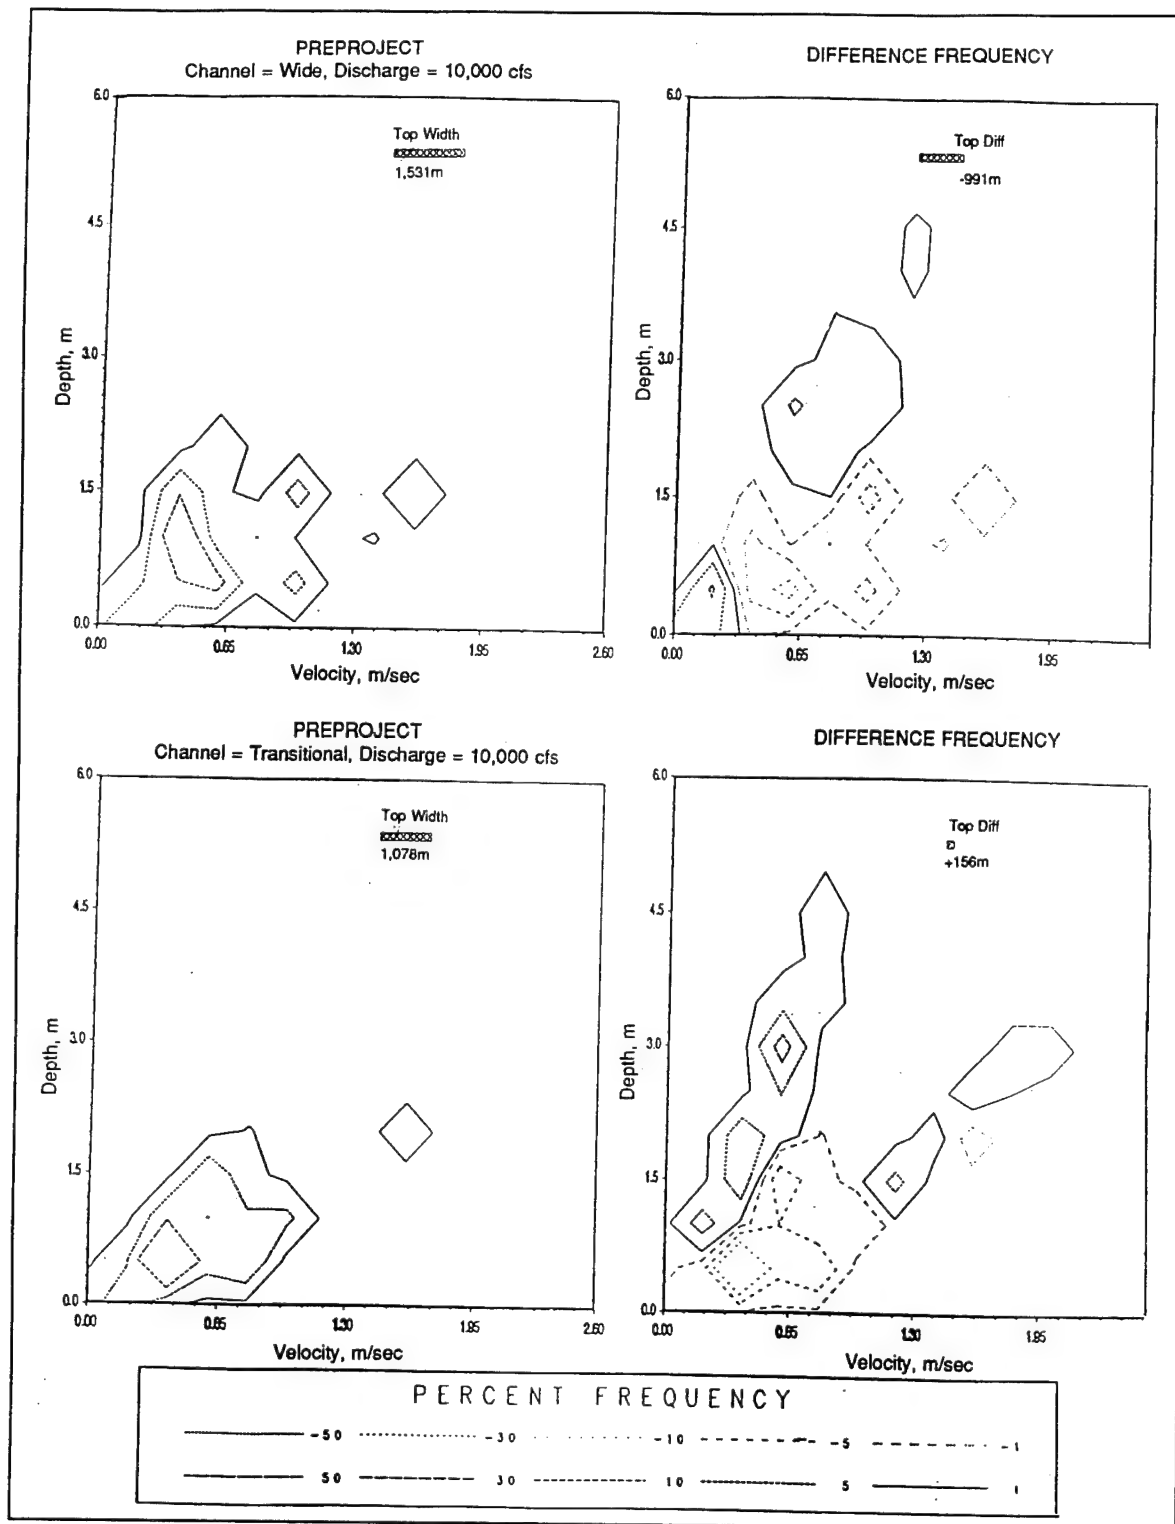 PREPROJECT
Channel = Wide, Discharge = 10,000 cfs
6.0
4.5
3.0
1.5
0.0
Depth, m
Top Width
1,531m
0.00
0.65
1.30
1.95
2.60
Velocity, m/sec
DIFFERENCE FREQUENCY
6.0
4.5
3.0
1.5
0.0
Depth, m
Top Diff
-991m
0.00
0.65
1.30
1.95
Velocity, m/sec
PREPROJECT
Channel = Transitional, Discharge = 10,000 cfs
6.0
4.5
3.0
1.5
0.0
Depth, m
Top Width
1,078m
0.00
0.65
1.30
1.95
2.60
Velocity, m/sec
DIFFERENCE FREQUENCY
6.0
4.5
3.0
1.5
0.0
Depth, m
Top Diff
+156m
0.00
0.65
1.30
1.95
Velocity, m/sec
PERCENT FREQUENCY
-50 -30 -10 -5 -1
50 30 10 5 1